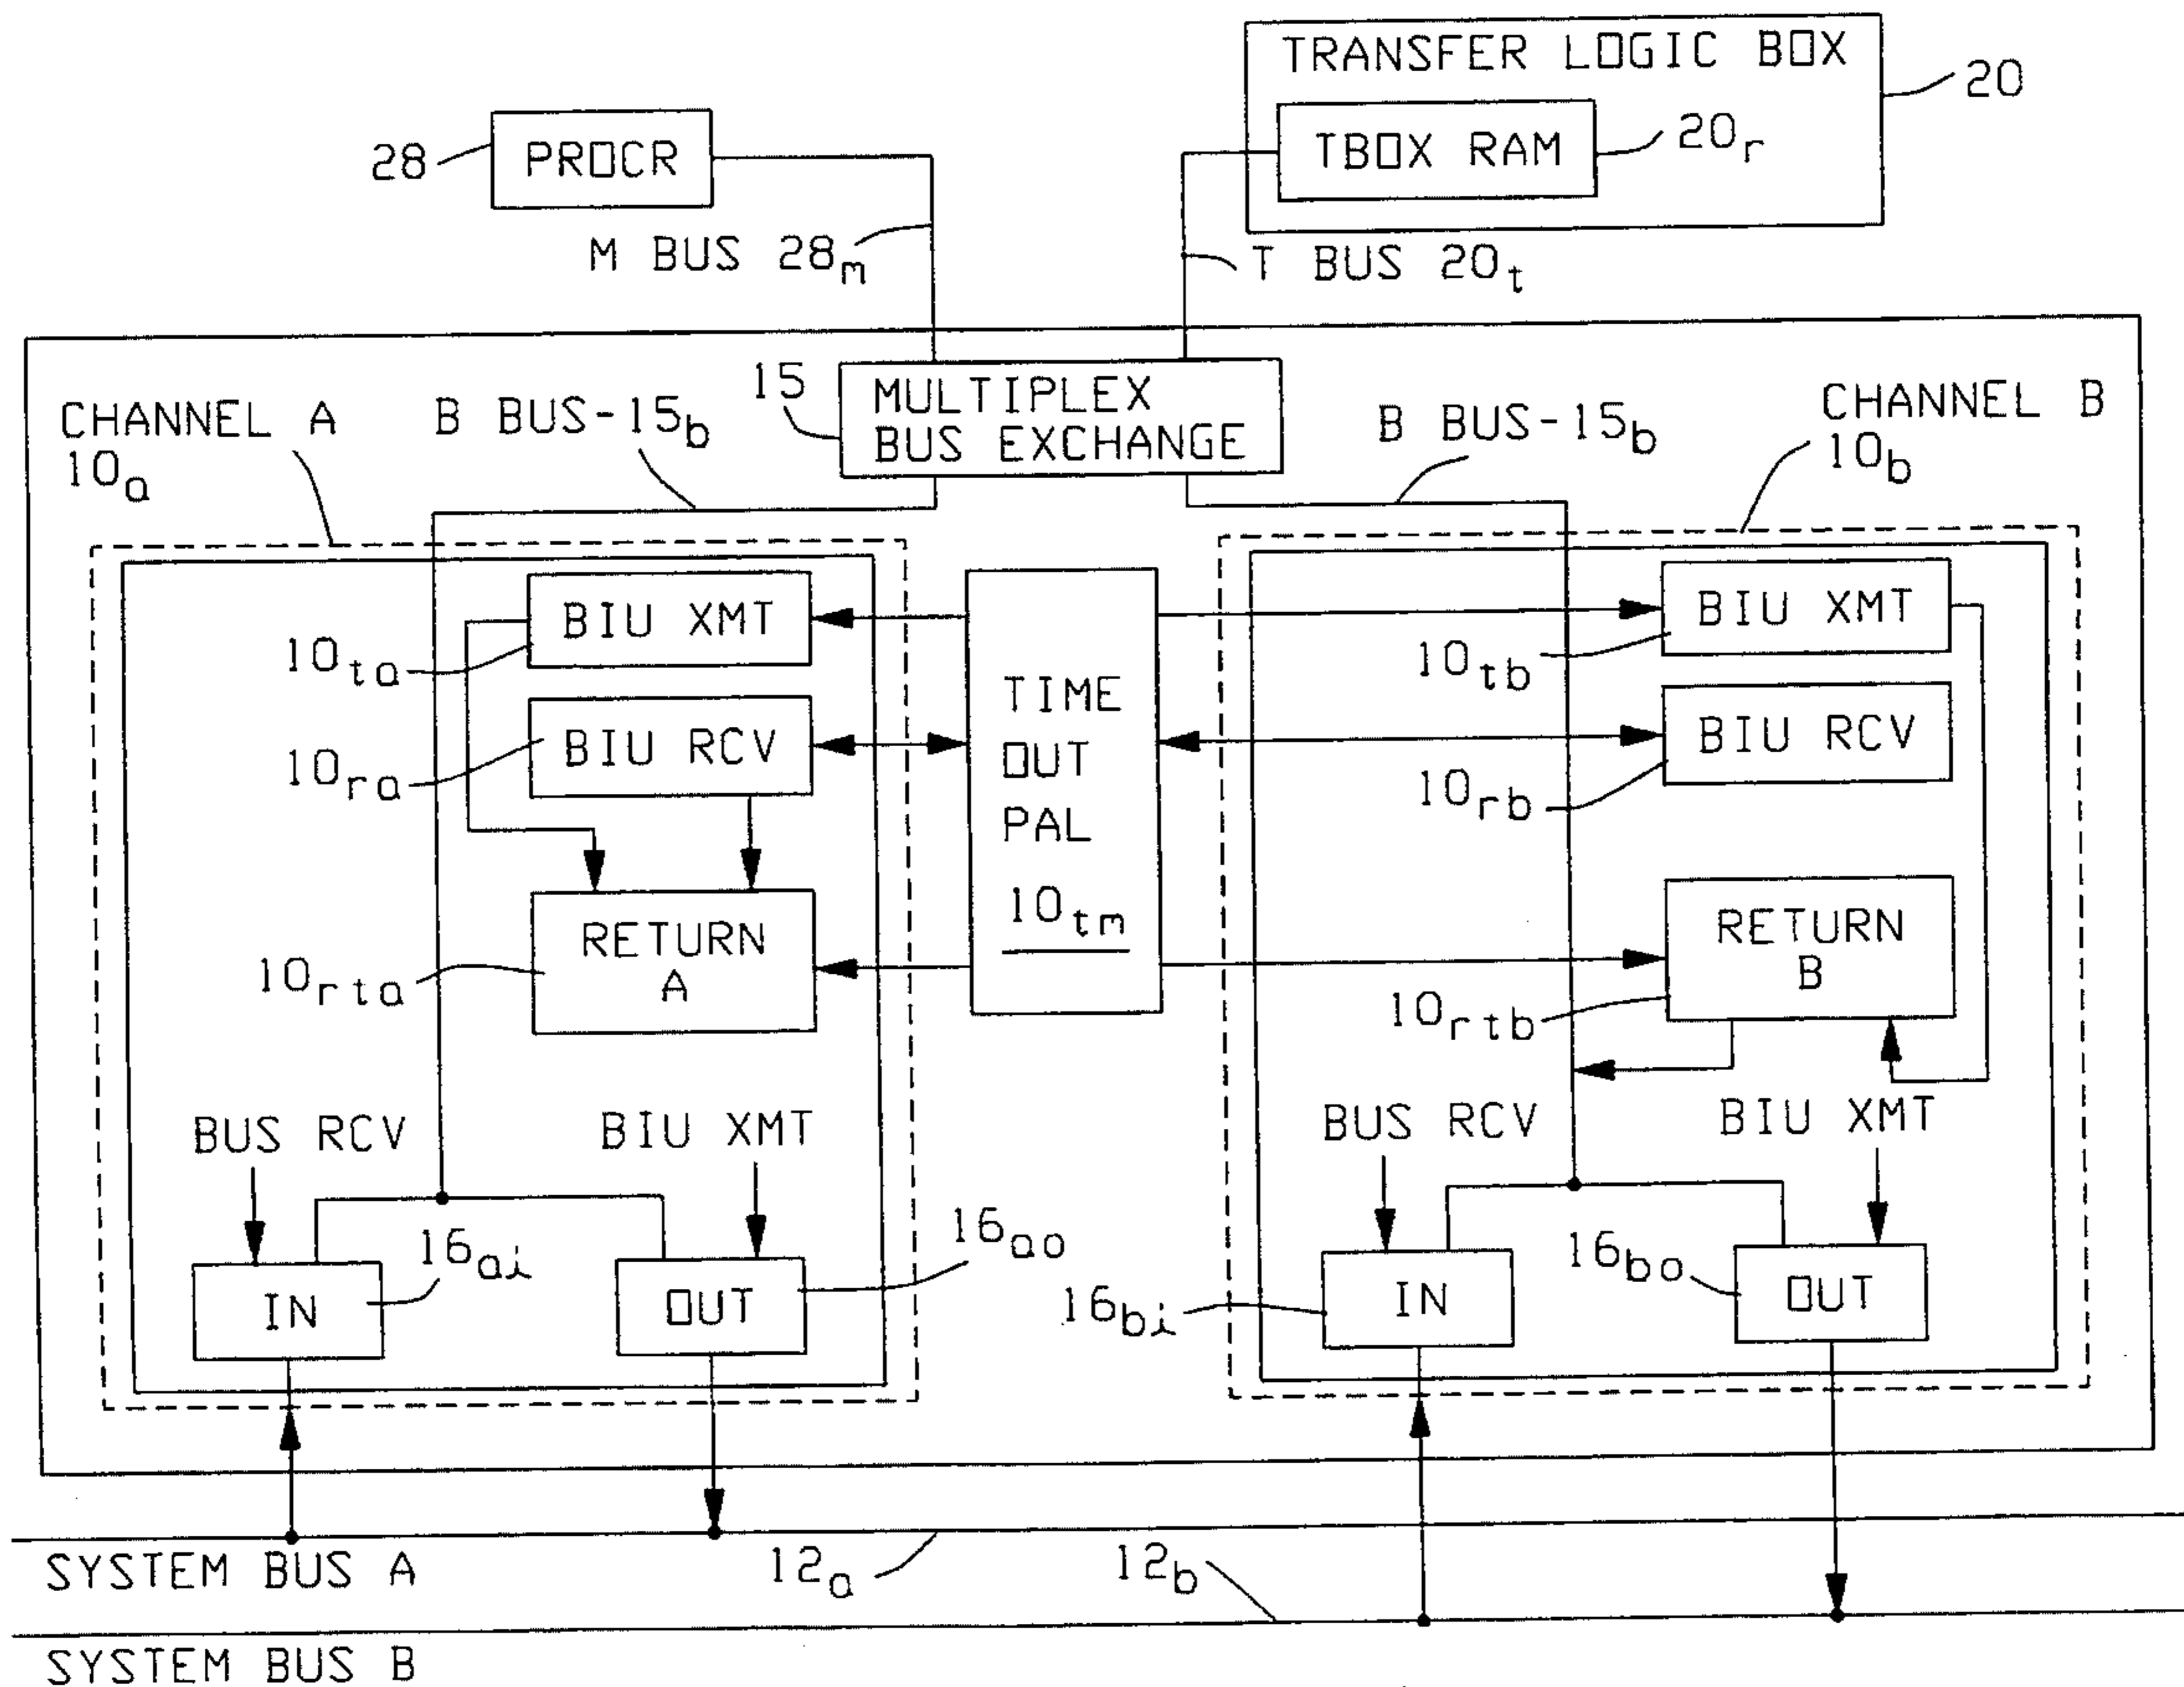 TRANSFER LOGIC BOX
20
TBOX RAM
20r
28
PROCR
M BUS 28m
T BUS 20t
15
MULTIPLEX
BUS EXCHANGE
CHANNEL A
10a
B BUS-15b
B BUS-15b
CHANNEL B
10b
BIU XMT
10ta
BIU RCV
10ra
RETURN
A
10rta
TIME
OUT
PAL
10tm
BIU XMT
10tb
BIU RCV
10rb
RETURN
B
10rtb
BUS RCV
BIU XMT
IN
16ai
OUT
16ao
BUS RCV
BIU XMT
IN
16bi
OUT
16bo
SYSTEM BUS A
12a
12b
SYSTEM BUS B